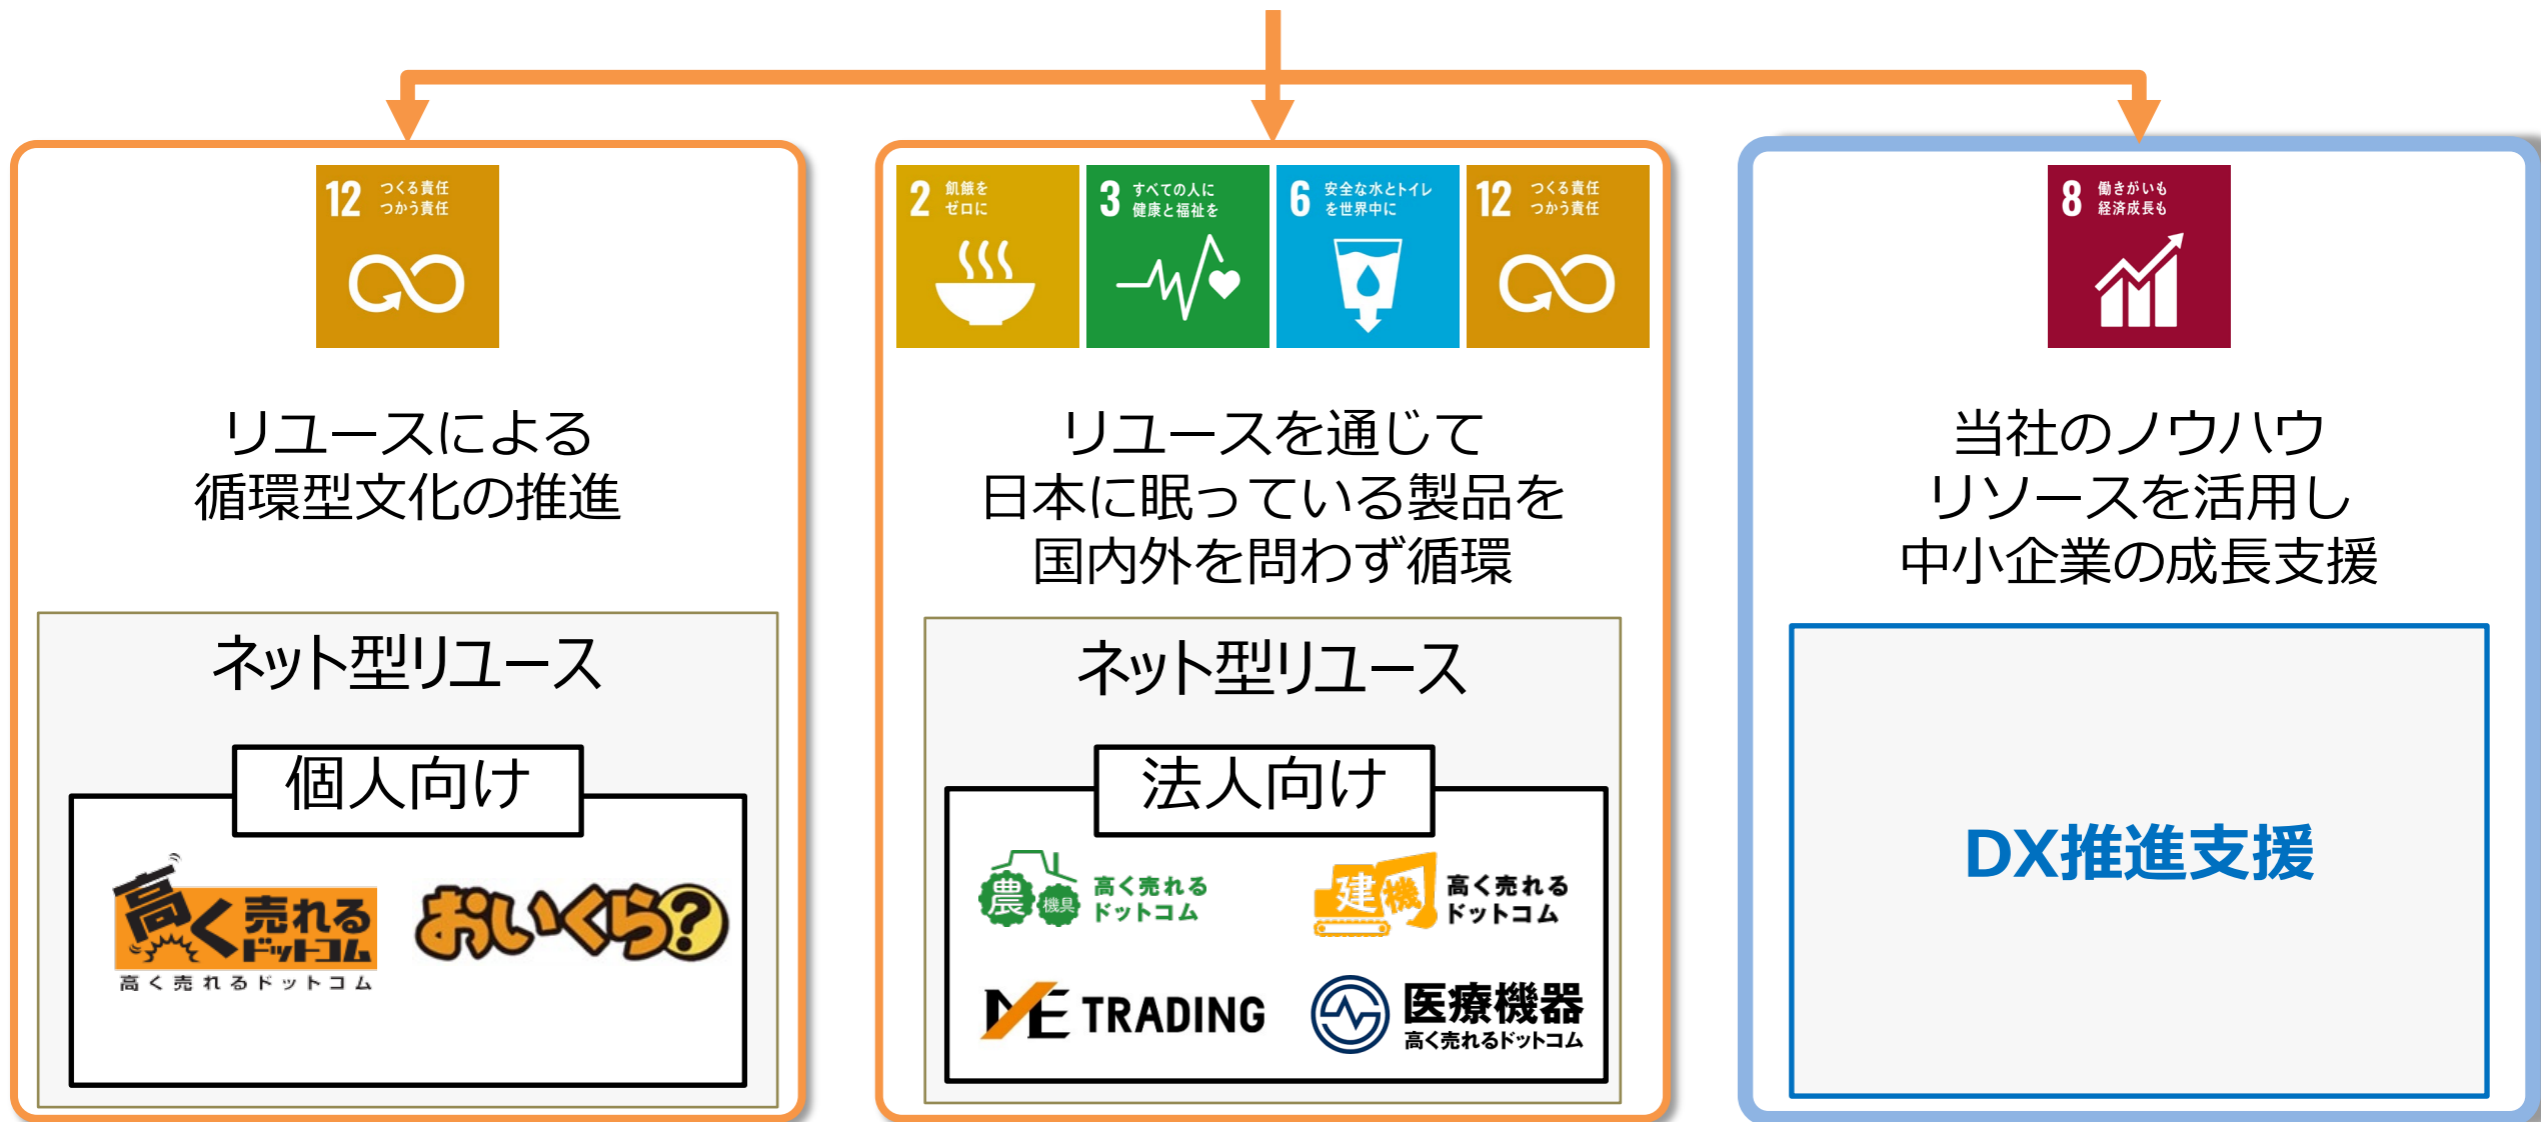 12 つくる責任
つかう責任
リユースによる
循環型文化の推進
ネット型リユース
個人向け
高く売れる
ドットコム
高く売れるドットコム
おいくら?
2 飢餓を
ゼロに
3 すべての人に
健康と福祉を
6 安全な水とトイレ
を世界中に
12 つくる責任
つかう責任
リユースを通じて
日本に眠っている製品を
国内外を問わず循環
ネット型リユース
法人向け
農機具
高く売れる
ドットコム
建機
高く売れる
ドットコム
ME TRADING
医療機器
高く売れるドットコム
8 働きがいも
経済成長も
当社のノウハウ
リソースを活用し
中小企業の成長支援
DX推進支援